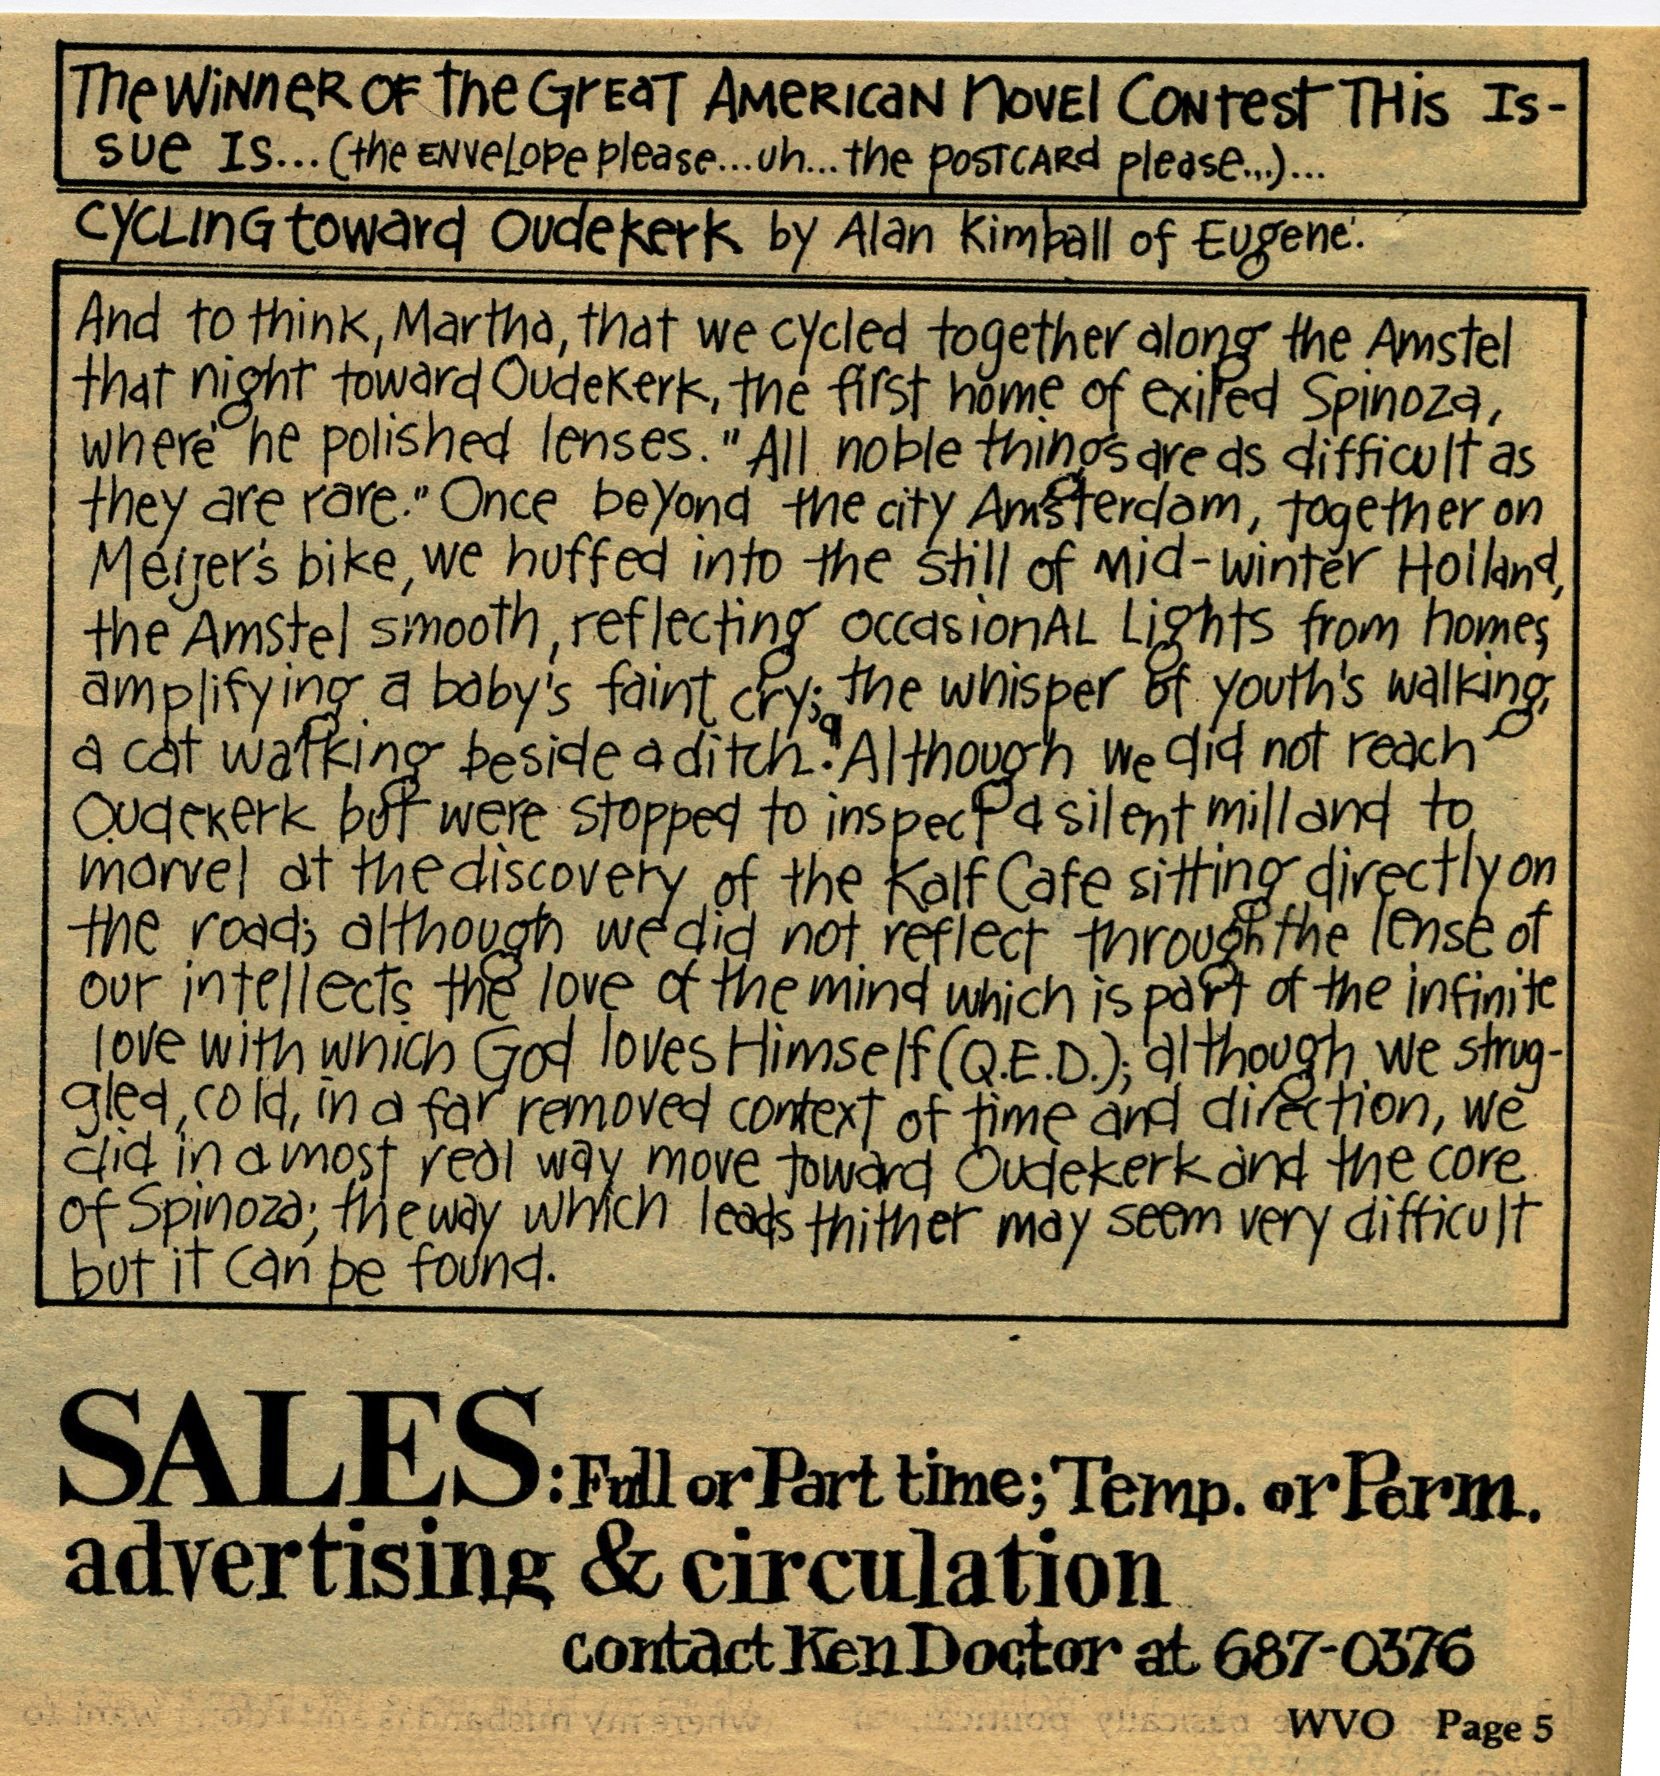 The WINNER OF the GREAT AMERICAN NOVEL CONTEST THIS Is-
sue Is... (the ENVELOPE please...uh...the POSTCARD please...)...
CYCLING toward Oudekerk by Alan Kimball of Eugene.
And to think, Martha, that we cycled together along the Amstel
that night toward Oudekerk, the first home of exiled Spinoza,
where he polished lenses. "All noble things are as difficult as
they are rare." Once beyond the city Amsterdam, together on
Meijer's bike, we huffed into the still of mid-winter Holland,
the Amstel smooth, reflecting occasionAL Lights from homes,
amplifying a baby's faint cry; the whisper of youth's walking,
a cat walking beside a ditch. Although we did not reach
Oudekerk but were stopped to inspect a silent mill and to
marvel at the discovery of the Kalf Cafe sitting directly on
the road; although we did not reflect through the lense of
our intellects the love of the mind which is part of the infinite
love with which God loves Himself (Q.E.D.); although we strug-
gled, cold, in a far removed context of time and direction, we
did in a most real way move toward Oudekerk and the core
of Spinoza; the way which leads thither may seem very difficult
but it can be found.
SALES: Full or Part time; Temp. or Perm.
advertising & circulation
contact Ken Doctor at 687-0376
WVO Page 5